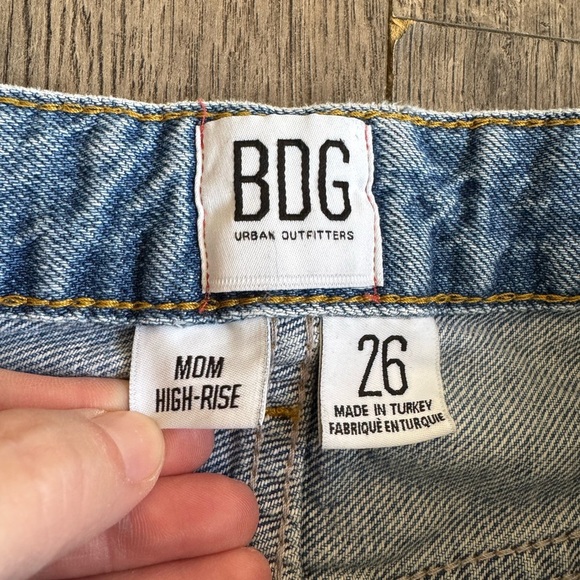 BDG
URBAN OUTFITTERS
MOM
HIGH-RISE
26
MADE IN TURKEY
FABRIQUÉ EN TURQUIE